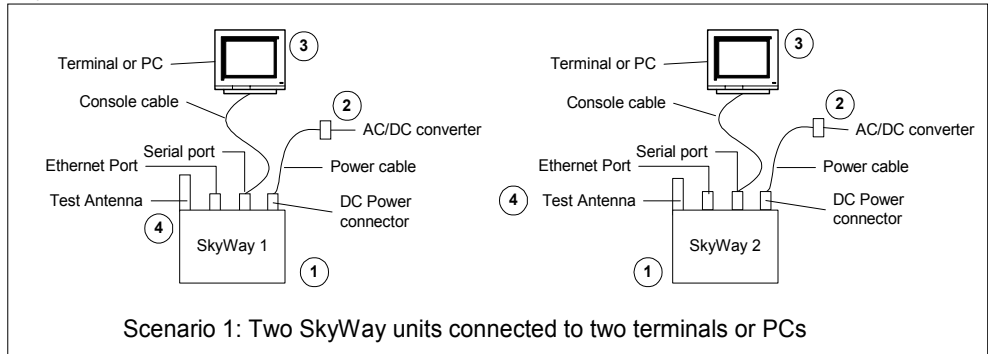 3
Terminal or PC
Console cable
2
AC/DC converter
Serial port
Ethernet Port
Power cable
Test Antenna
DC Power
connector
4
SkyWay 1
1
3
Terminal or PC
Console cable
2
AC/DC converter
Serial port
Ethernet Port
Power cable
4
Test Antenna
DC Power
connector
SkyWay 2
1
Scenario 1: Two SkyWay units connected to two terminals or PCs